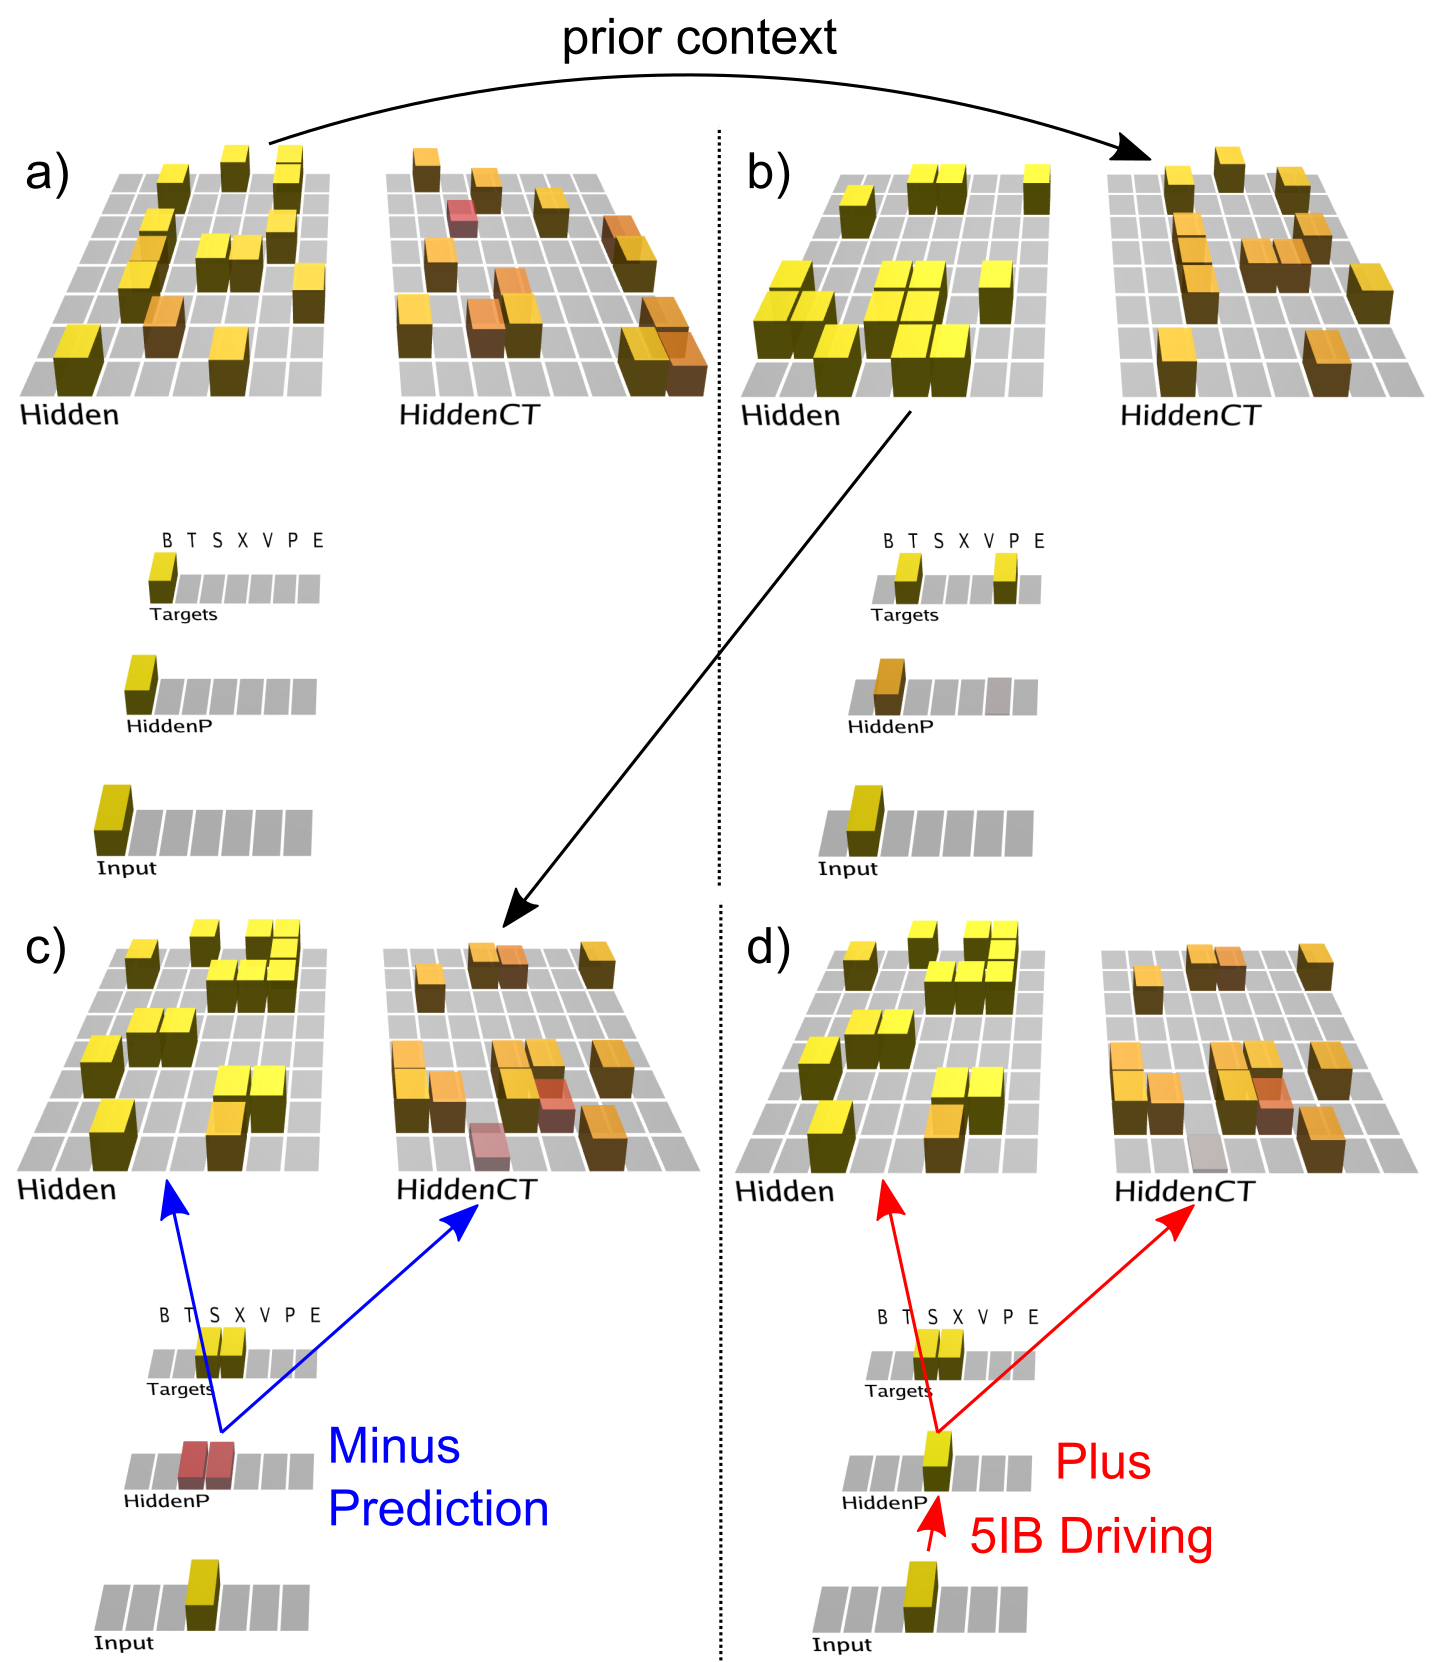 prior context
a)
b)
Hidden
HiddenCT
Hidden
HiddenCT
B T S X V P E
Targets
HiddenP
Input
B T S X V P E
Targets
HiddenP
Input
c)
d)
Hidden
HiddenCT
Hidden
HiddenCT
B T S X V P E
Targets
HiddenP
Minus
Prediction
Input
B T S X V P E
Targets
HiddenP
Plus
5IB Driving
Input